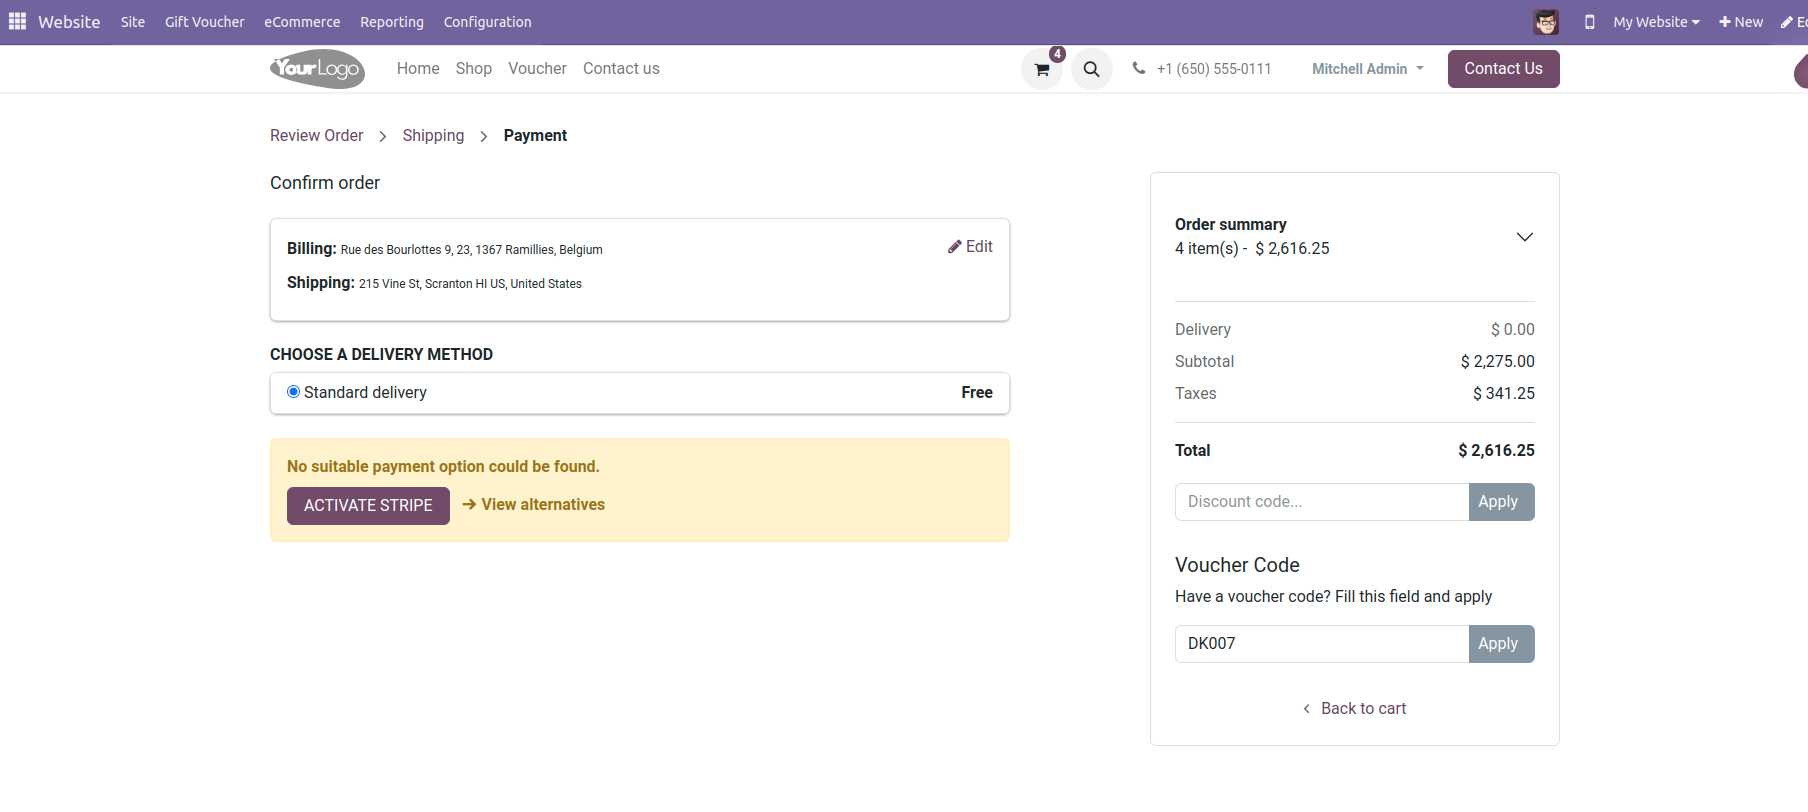 Website Site Gift Voucher eCommerce Reporting Configuration My Website New
YourLogo Home Shop Voucher Contact us 4 +1 (650) 555-0111 Mitchell Admin Contact Us
Review Order > Shipping > Payment
Confirm order
Billing: Rue des Bourlottes 9, 23, 1367 Ramillies, Belgium Edit
Shipping: 215 Vine St, Scranton HI US, United States
CHOOSE A DELIVERY METHOD
Standard delivery Free
No suitable payment option could be found.
ACTIVATE STRIPE → View alternatives
Order summary
4 item(s) - $ 2,616.25
Delivery $ 0.00
Subtotal $ 2,275.00
Taxes $ 341.25
Total $ 2,616.25
Discount code... Apply
Voucher Code
Have a voucher code? Fill this field and apply
DK007 Apply
< Back to cart